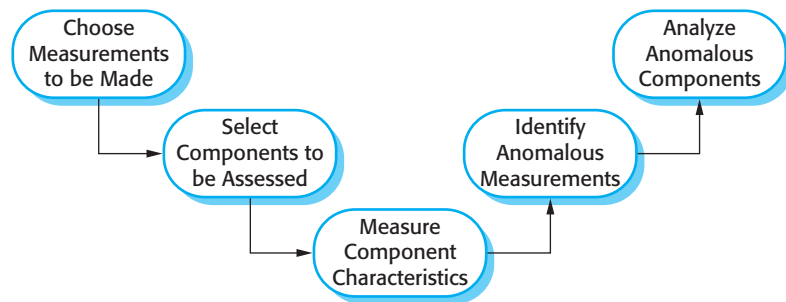 Choose
Measurements
to be Made
Select
Components to
be Assessed
Measure
Component
Characteristics
Identify
Anomalous
Measurements
Analyze
Anomalous
Components